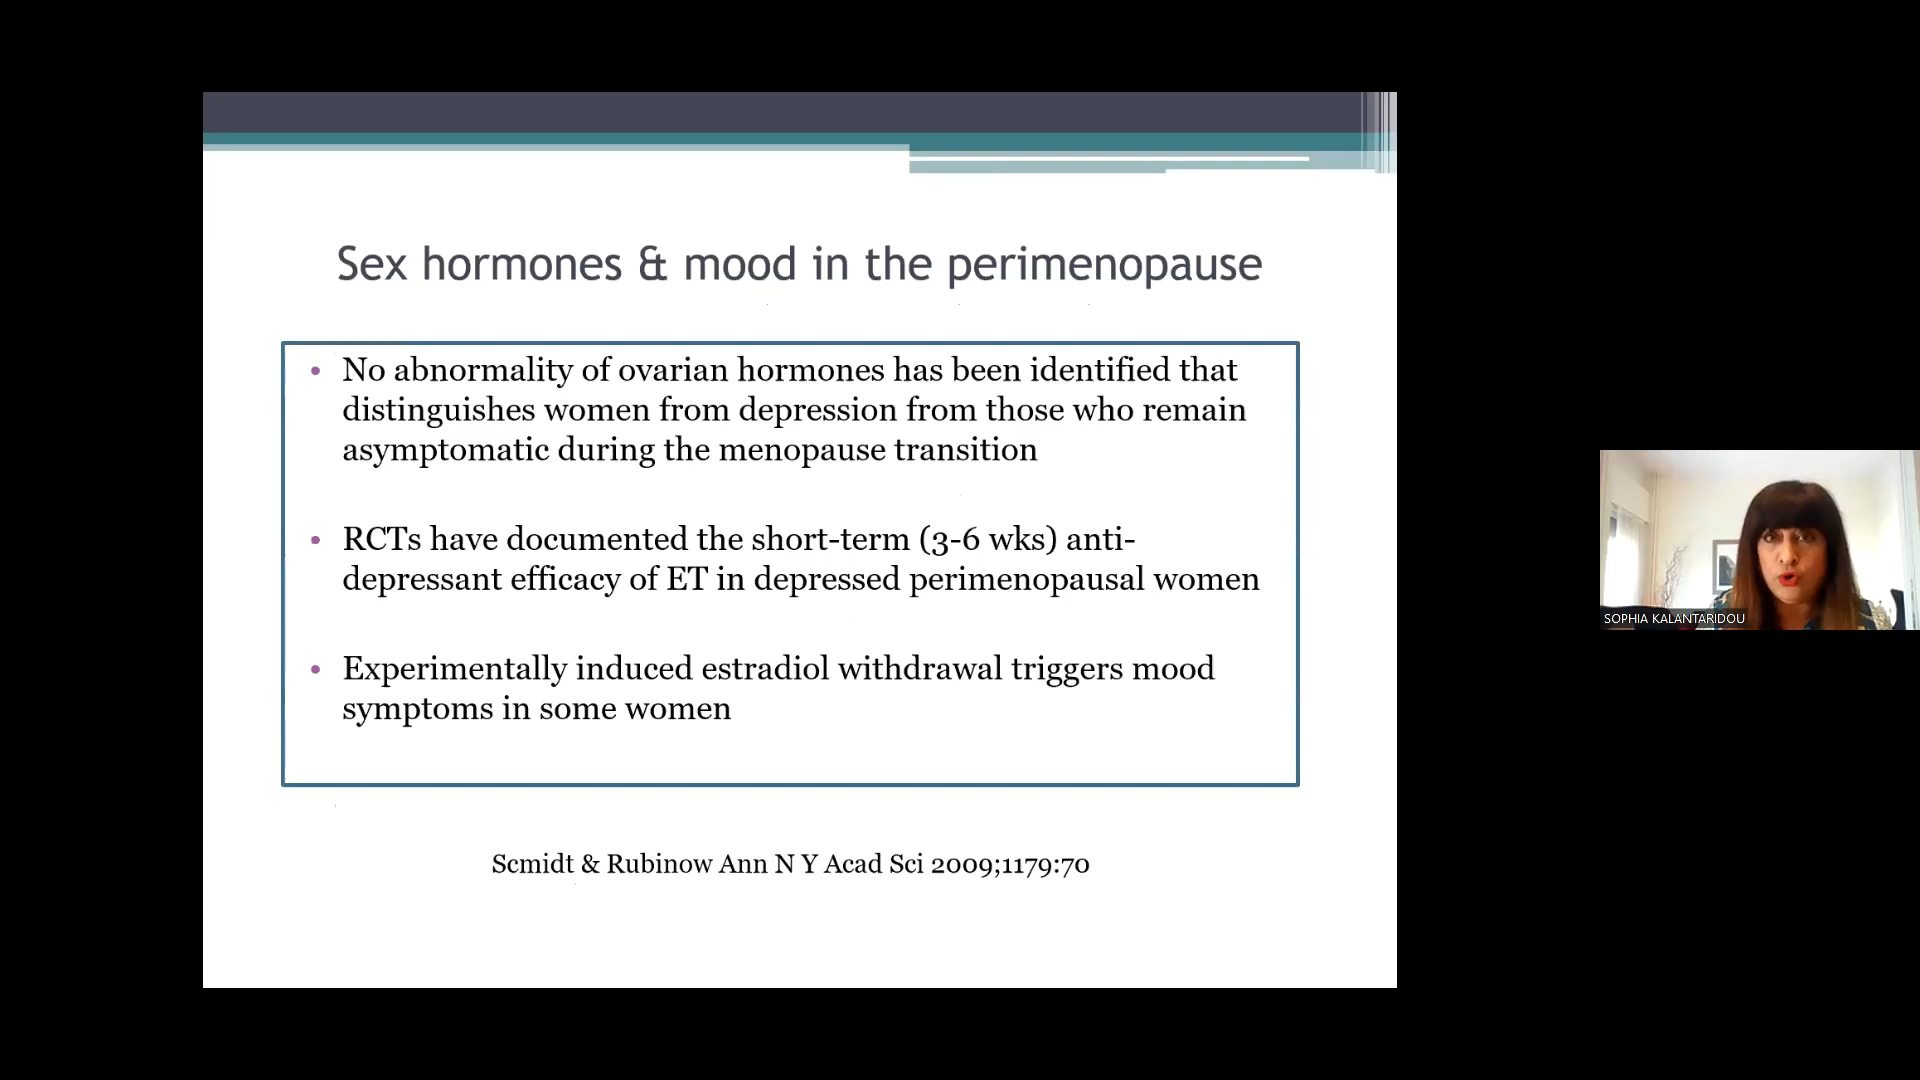 Sex hormones & mood in the perimenopause
• No abnormality of ovarian hormones has been identified that
distinguishes women from depression from those who remain
asymptomatic during the menopause transition
• RCTs have documented the short-term (3-6 wks) anti-
depressant efficacy of ET in depressed perimenopausal women
• Experimentally induced estradiol withdrawal triggers mood
symptoms in some women
Scmidt & Rubinow Ann N Y Acad Sci 2009;1179:70
SOPHIA KALANTARIDOU